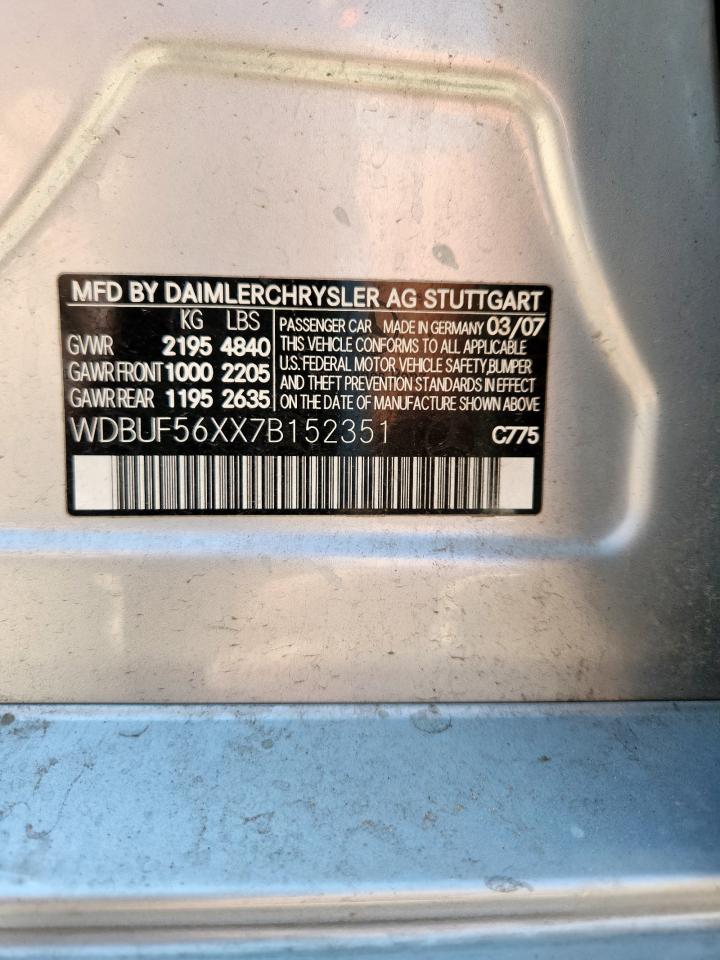 MFD BY DAIMLERCHRYSLER AG STUTTGART
KG LBS
GVWR 2195 4840
GAWR FRONT 1000 2205
GAWR REAR 1195 2635
PASSENGER CAR MADE IN GERMANY 03/07
THIS VEHICLE CONFORMS TO ALL APPLICABLE
U.S. FEDERAL MOTOR VEHICLE SAFETY,BUMPER
AND THEFT PREVENTION STANDARDS IN EFFECT
ON THE DATE OF MANUFACTURE SHOWN ABOVE.
WDBUF56XX7B152351 C775